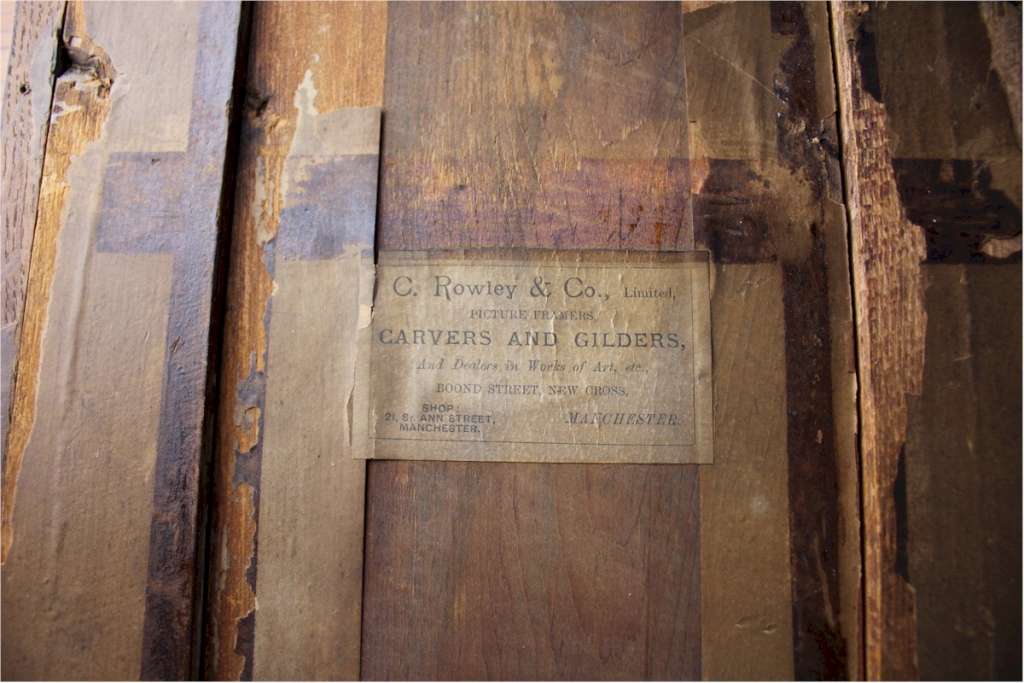 C. Rowley & Co., Limited,
PICTURE FRAMERS,
CARVERS AND GILDERS,
And Dealers in Works of Art, etc.,
BOOND STREET, NEW CROSS,
MANCHESTER.
SHOP:
21, St. ANN STREET,
MANCHESTER.